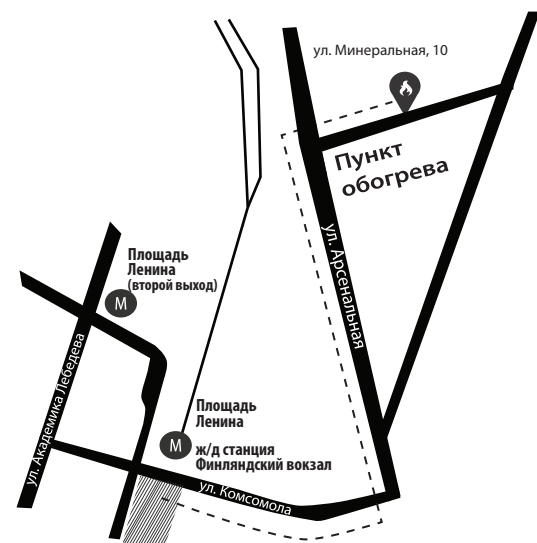 ул. Минеральная, 10
Пункт
обогрева
ул. Арсенальная
Площадь
Ленина
(второй выход)
М
ул. Академика Лебедева
Площадь
Ленина
М
ж/д станция
Финляндский вокзал
ул. Комсомола